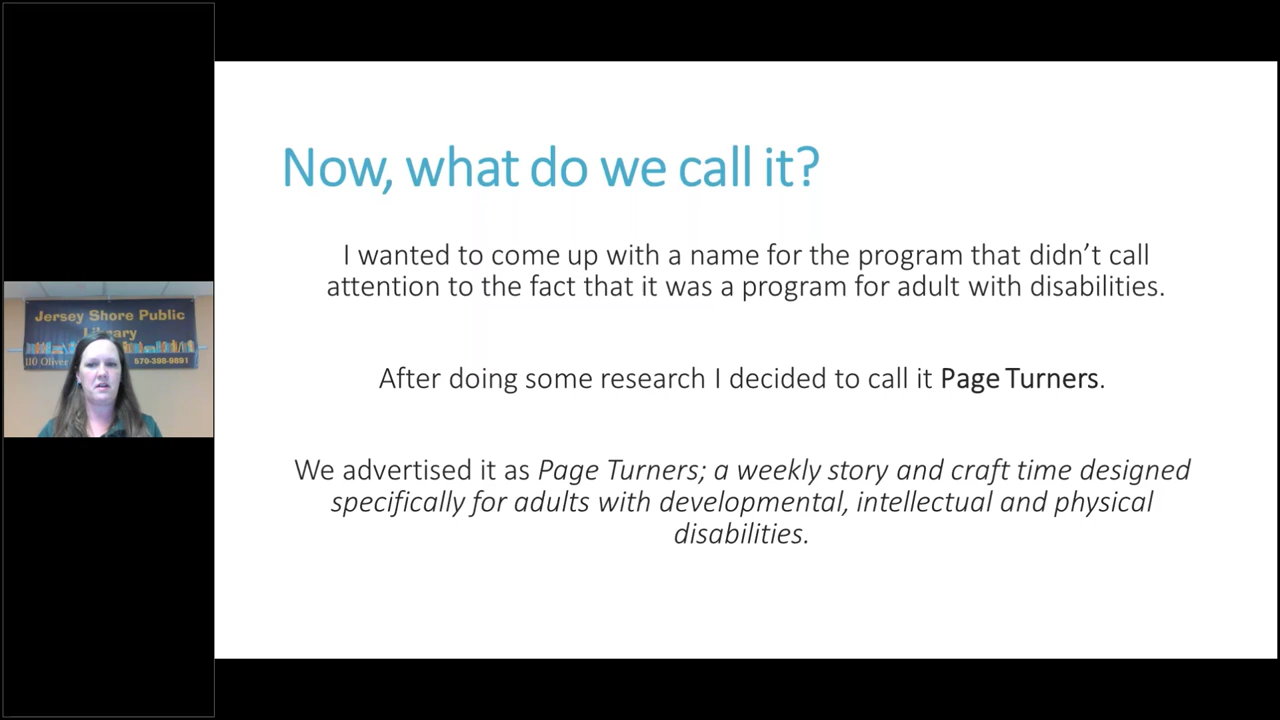 Now, what do we call it?
I wanted to come up with a name for the program that didn’t call
attention to the fact that it was a program for adult with disabilities.
After doing some research I decided to call it Page Turners.
We advertised it as Page Turners; a weekly story and craft time designed
specifically for adults with developmental, intellectual and physical
disabilities.
Jersey Shore Public
Library
110 Oliver
570-398-9891